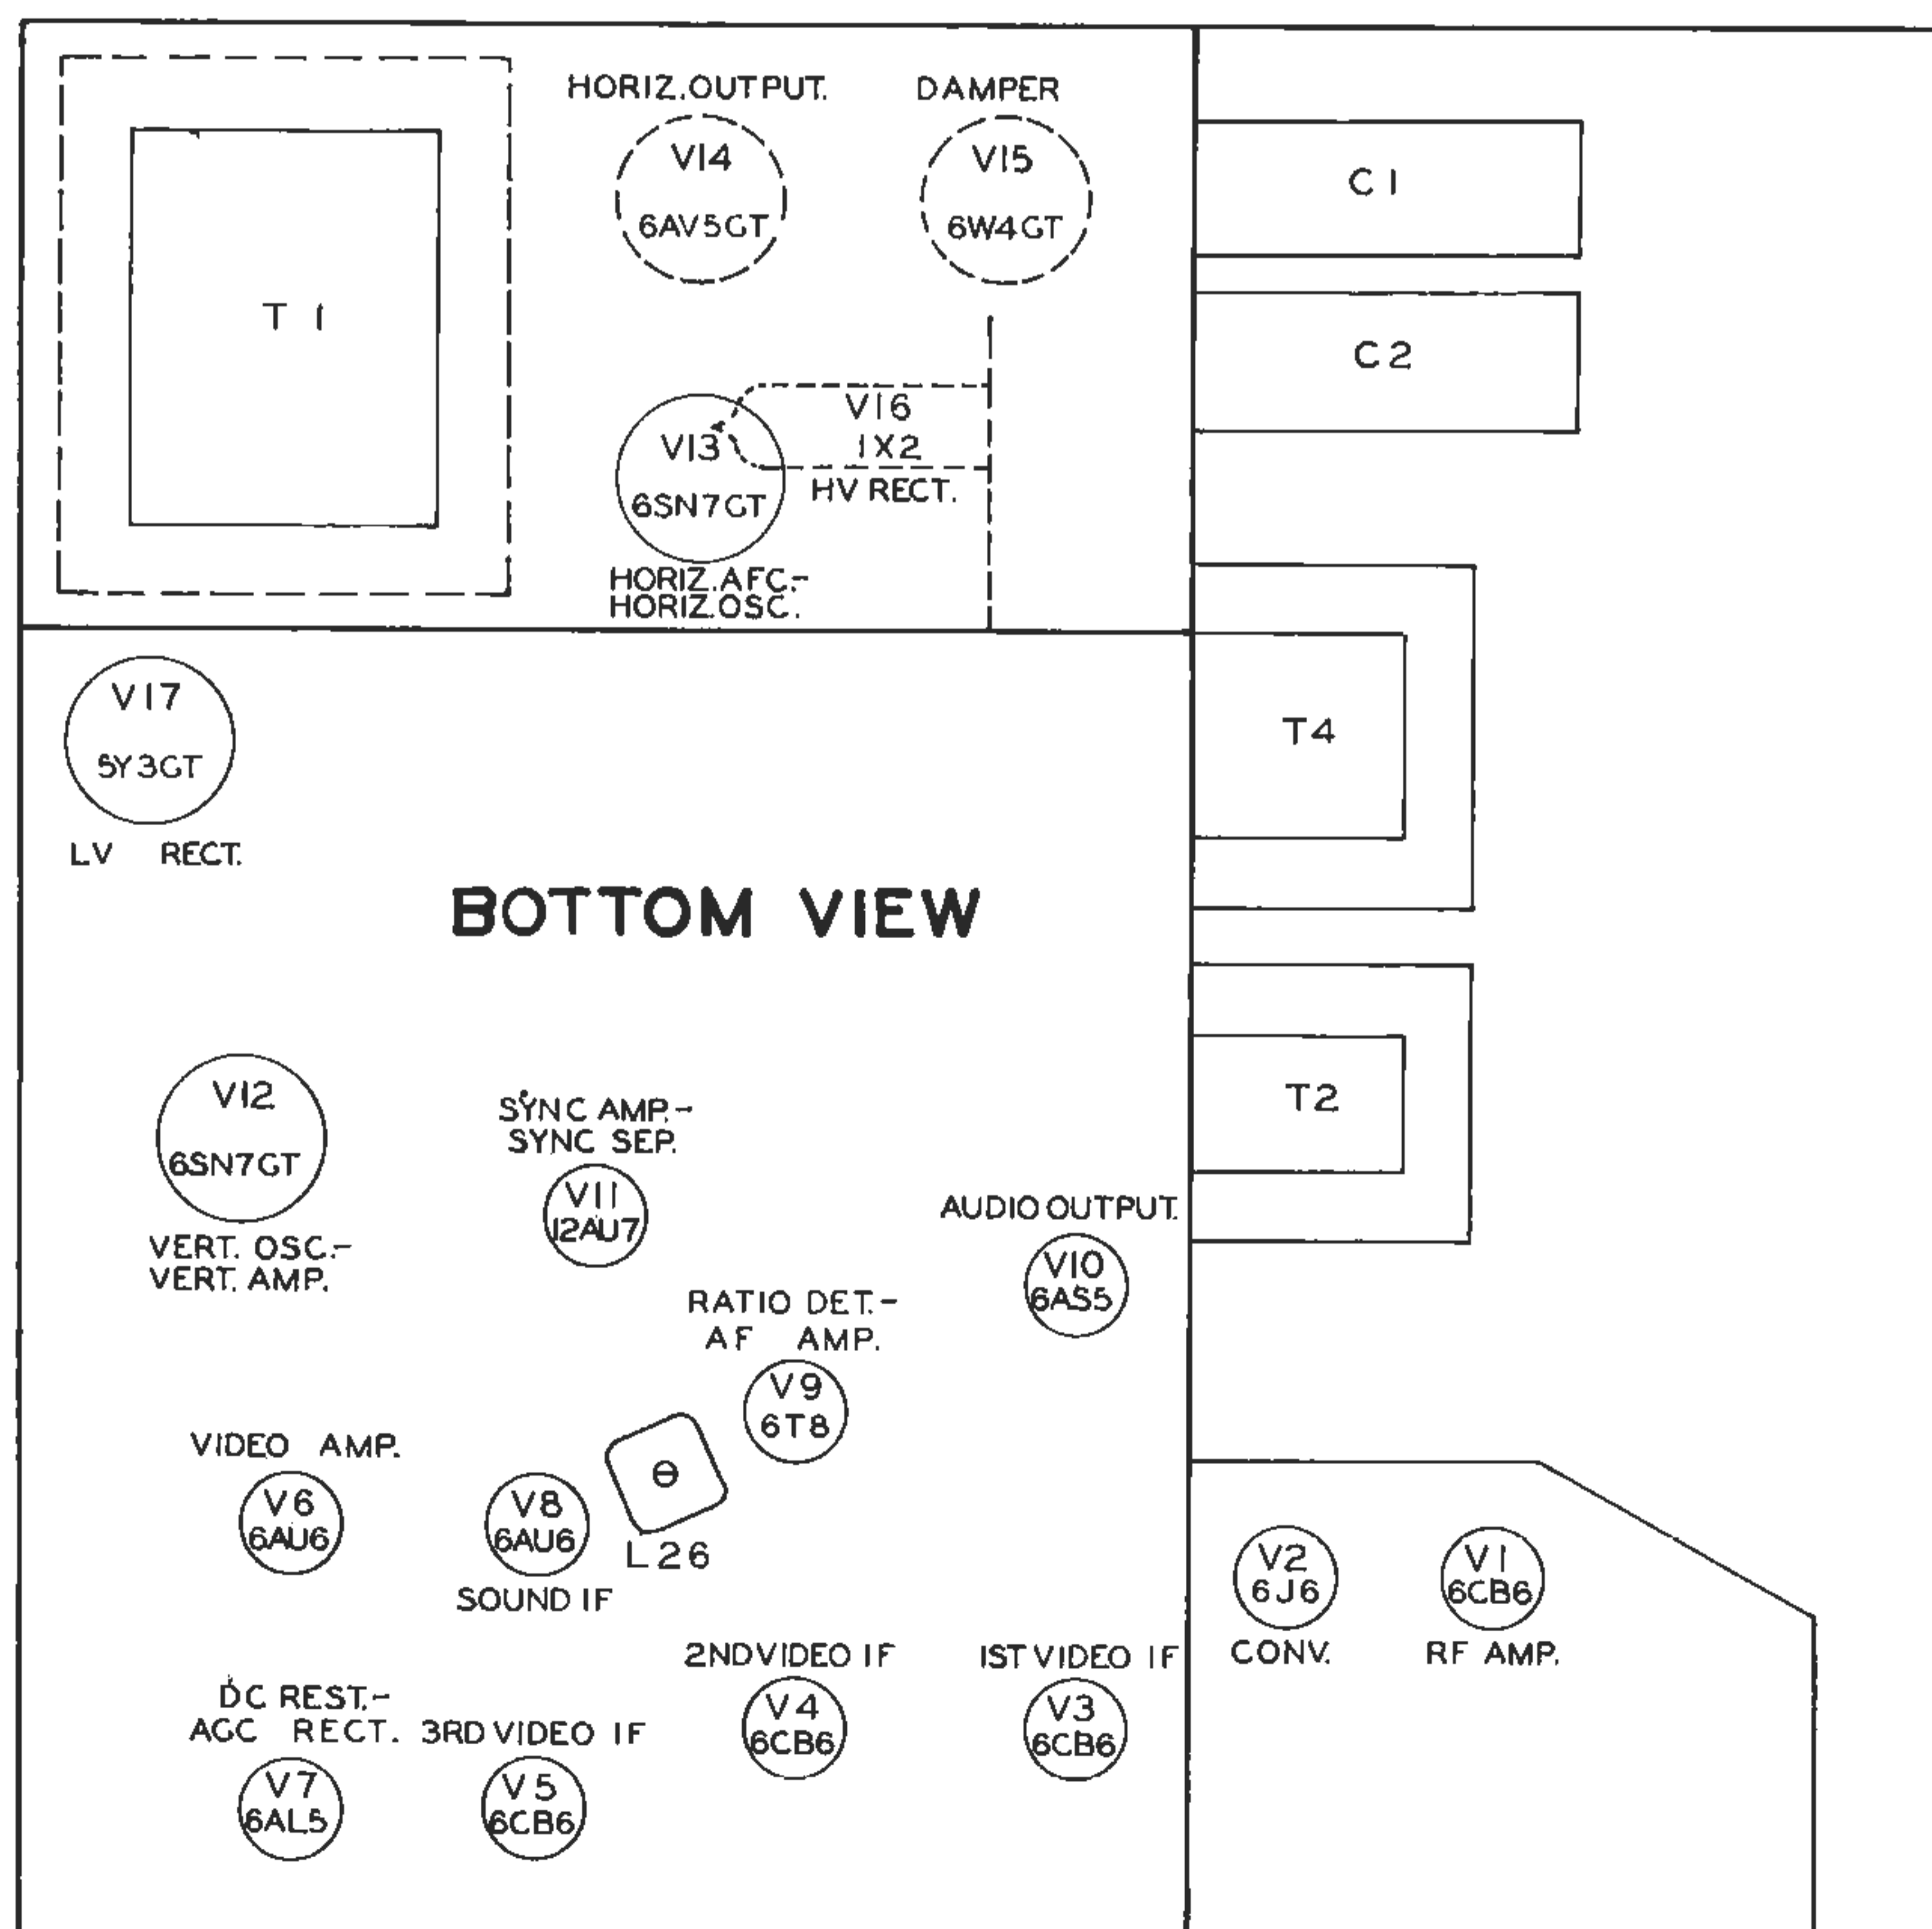 HORIZ. OUTPUT.
DAMPER
V14
6AV5GT
V15
6W4GT
C1
C2
T1
V16
1X2
HV RECT.
V13
6SN7GT
HORIZ. AFC.-
HORIZ. OSC.
V17
5Y3GT
LV RECT.
T4
BOTTOM VIEW
V12
6SN7GT
VERT. OSC.-
VERT. AMP.
SYNC AMP.-
SYNC SEP.
V11
12AU7
T2
AUDIO OUTPUT.
V10
6AS5
RATIO DET.-
AF AMP.
V9
6T8
VIDEO AMP.
V6
6AU6
V8
6AU6
SOUND IF
L26
V2
6J6
CONV.
V1
6CB6
RF AMP.
2ND VIDEO IF
V4
6CB6
1ST VIDEO IF
V3
6CB6
DC REST.-
AGC RECT.
V7
6AL5
3RD VIDEO IF
V5
6CB6